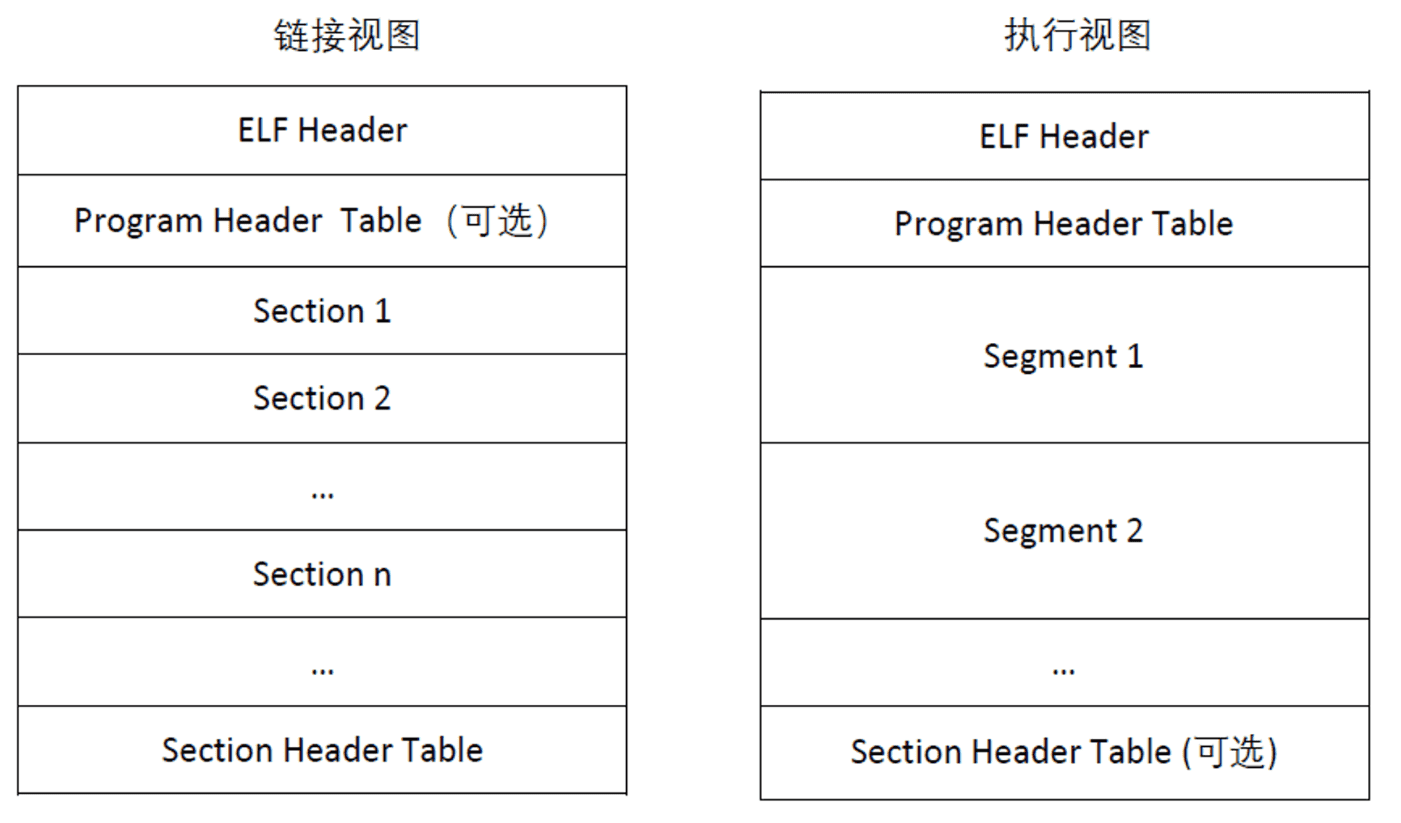 链接视图
ELF Header
Program Header Table (可选)
Section 1
Section 2
...
Section n
...
Section Header Table
执行视图
ELF Header
Program Header Table
Segment 1
Segment 2
...
Section Header Table (可选)